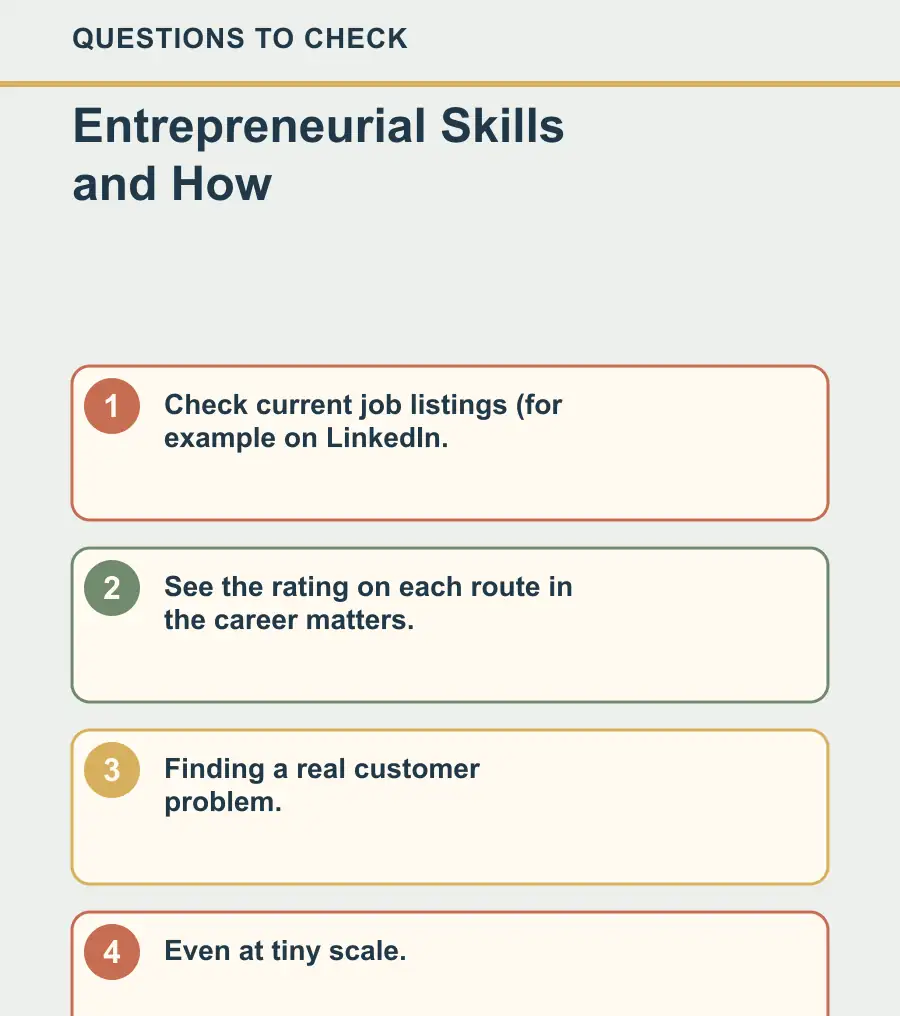 QUESTIONS TO CHECK
Entrepreneurial Skills
and How
1
Check current job listings (for
example on LinkedIn.
2
See the rating on each route in
the career matters.
3
Finding a real customer
problem.
4
Even at tiny scale.